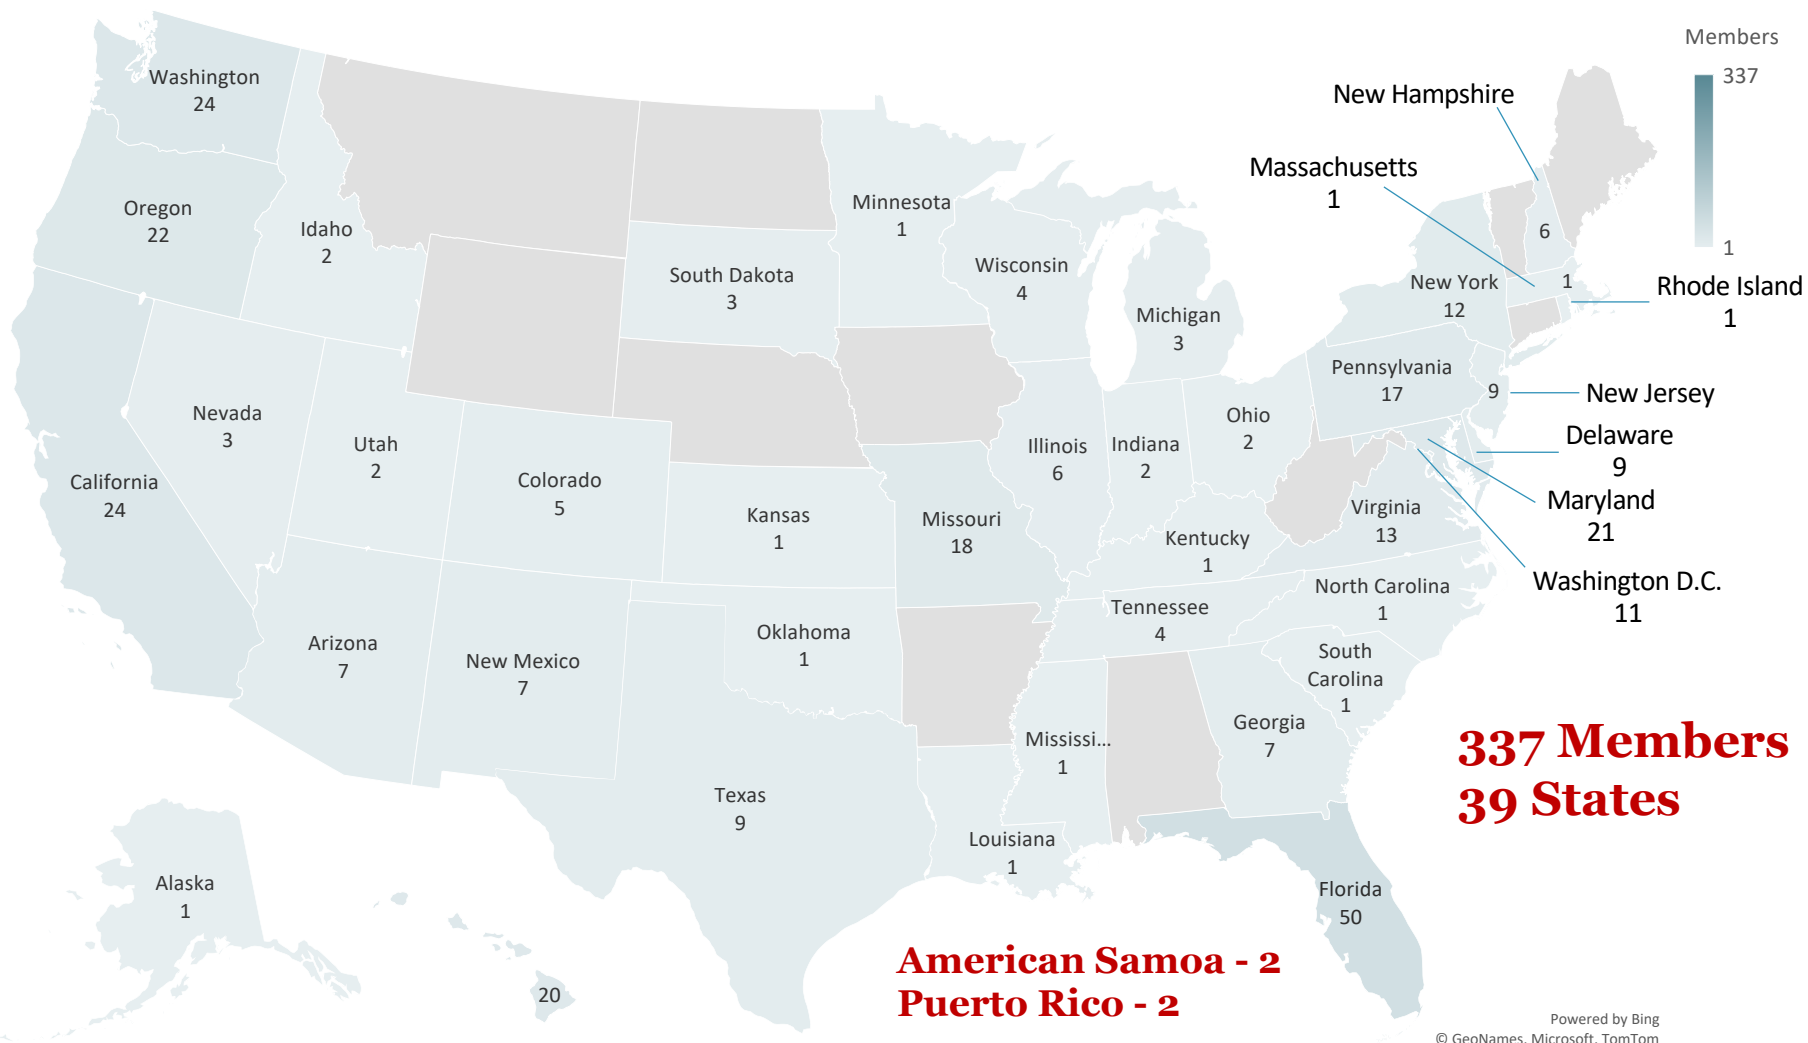 Members
337
1
Washington
24
Oregon
22
Idaho
2
Minnesota
1
South Dakota
3
Wisconsin
4
Michigan
3
New Hampshire
6
Massachusetts
1
1
Rhode Island
1
New York
12
Pennsylvania
17
9
New Jersey
Delaware
9
Maryland
21
Washington D.C.
11
Nevada
3
Utah
2
California
24
Colorado
5
Kansas
1
Missouri
18
Illinois
6
Indiana
2
Ohio
2
Kentucky
1
Virginia
13
North Carolina
1
Tennessee
4
South
Carolina
1
Arizona
7
New Mexico
7
Oklahoma
1
Texas
9
Louisiana
1
Mississi...
1
Georgia
7
Florida
50
Alaska
1
20
337 Members
39 States
American Samoa - 2
Puerto Rico - 2
Powered by Bing
© GeoNames, Microsoft, TomTom